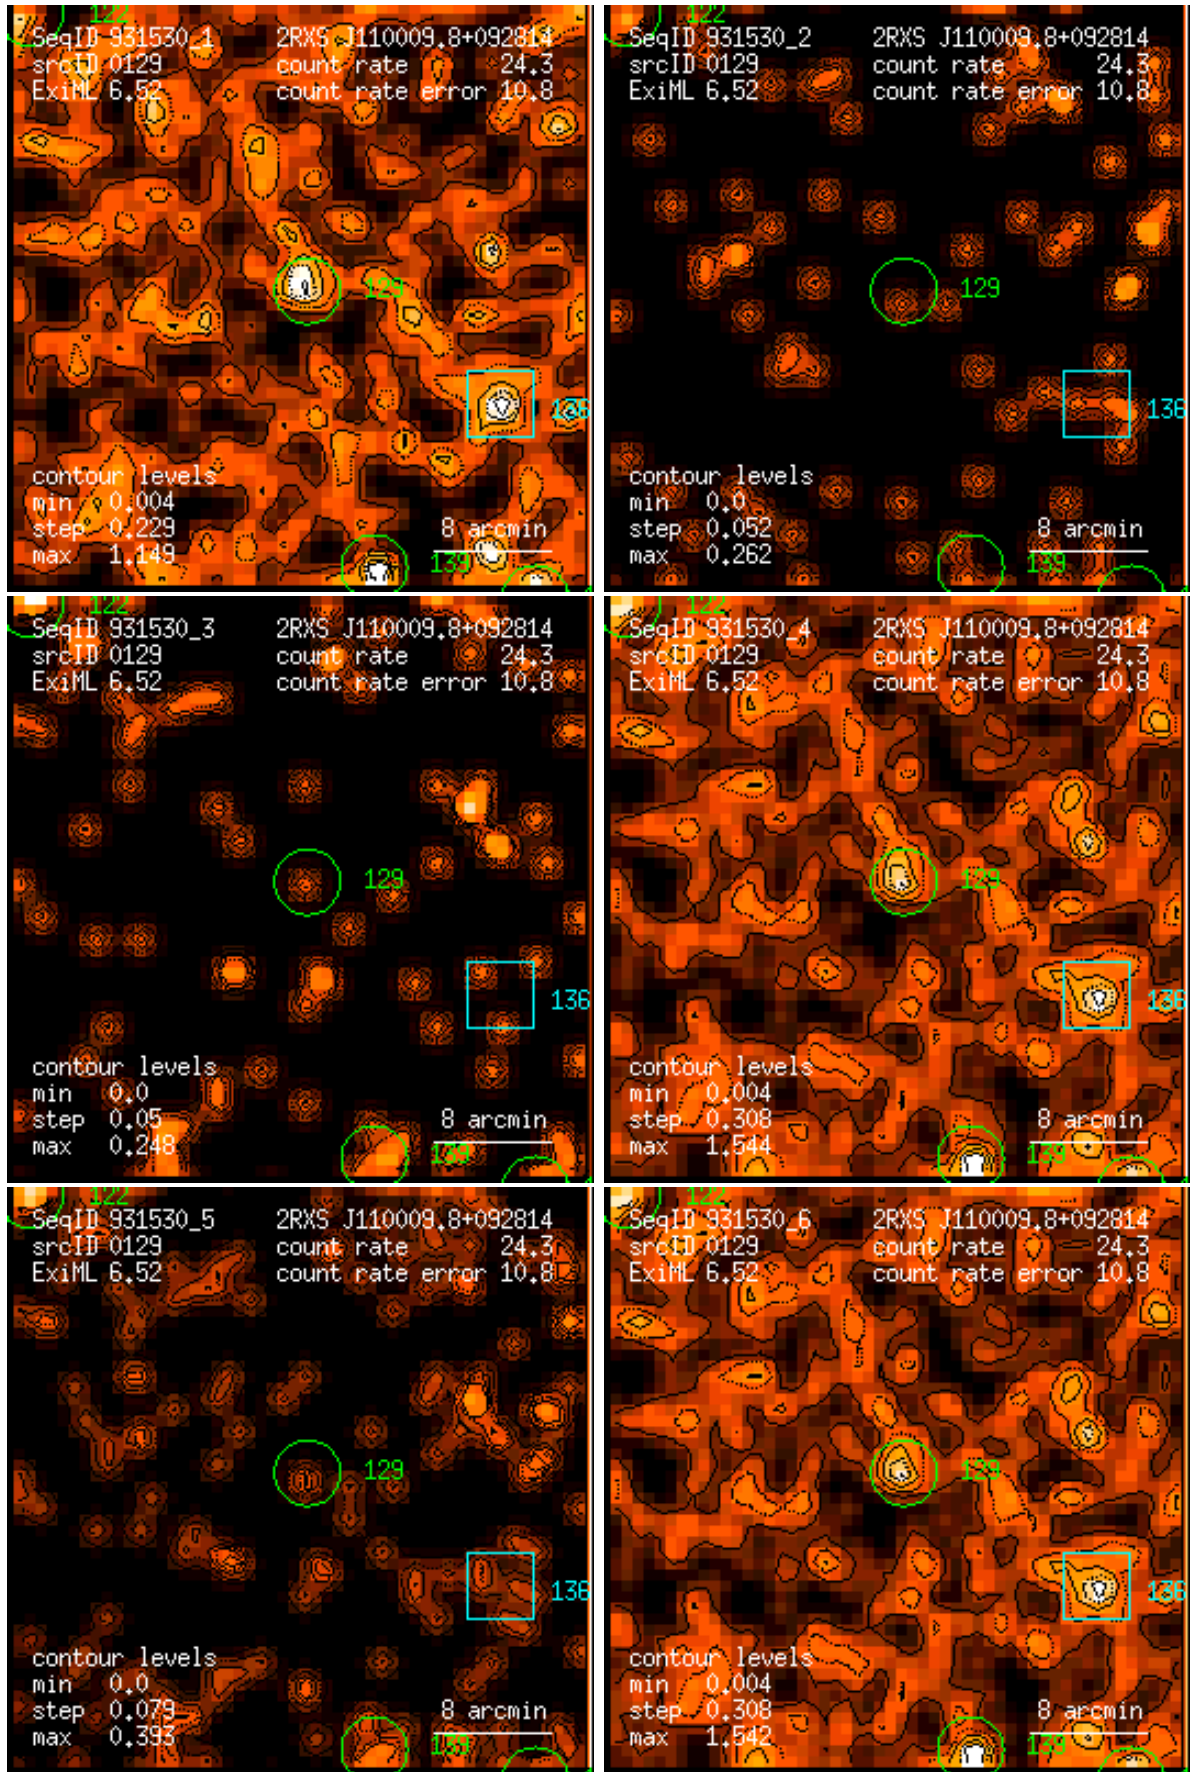 122
SeqID 931530_1 2RXS J110009.8+092814
srcID 0129 count rate 24.3
ExiML 6.52 count rate error 10.8
129
136
contour levels
min 0.004
step 0.229 8 arcmin
max 1.149 139
122
SeqID 931530_2 2RXS J110009.8+092814
srcID 0129 count rate 24.3
ExiML 6.52 count rate error 10.8
129
136
contour levels
min 0.0
step 0.052 8 arcmin
max 0.262 139
122
SeqID 931530_3 2RXS J110009.8+092814
srcID 0129 count rate 24.3
ExiML 6.52 count rate error 10.8
129
136
contour levels
min 0.0
step 0.05 8 arcmin
max 0.248 139
122
SeqID 931530_4 2RXS J110009.8+092814
srcID 0129 count rate 24.3
ExiML 6.52 count rate error 10.8
129
136
contour levels
min 0.004
step 0.308 8 arcmin
max 1.544 139
122
SeqID 931530_5 2RXS J110009.8+092814
srcID 0129 count rate 24.3
ExiML 6.52 count rate error 10.8
129
136
contour levels
min 0.0
step 0.079 8 arcmin
max 0.393 139
122
SeqID 931530_6 2RXS J110009.8+092814
srcID 0129 count rate 24.3
ExiML 6.52 count rate error 10.8
129
136
contour levels
min 0.004
step 0.308 8 arcmin
max 1.542 139